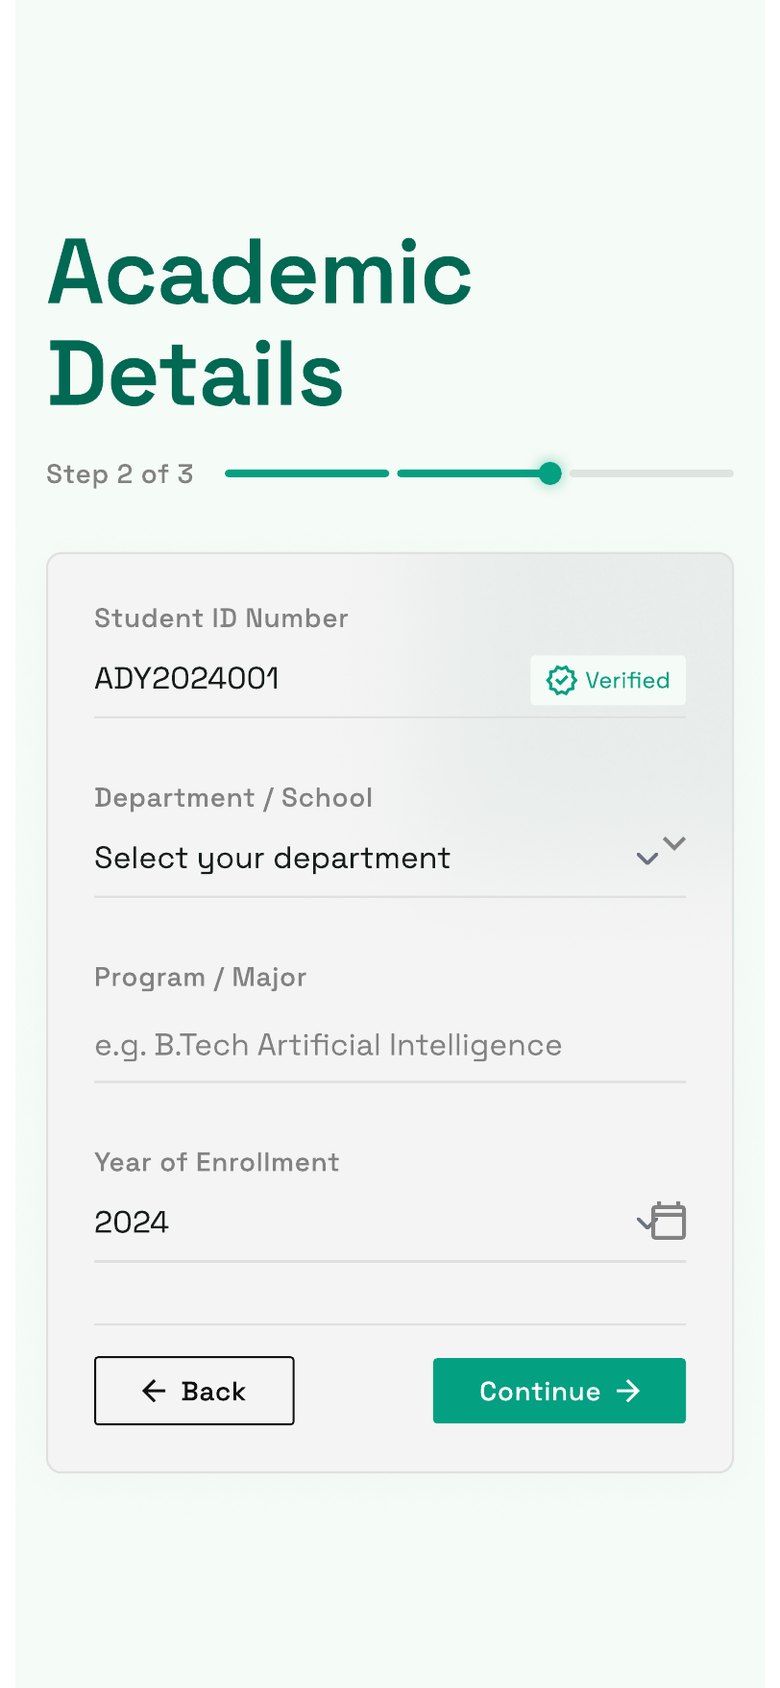 Academic
Details
Step 2 of 3
Student ID Number
ADY2024001
Verified
Department / School
Select your department
Program / Major
e.g. B.Tech Artificial Intelligence
Year of Enrollment
2024
← Back
Continue →